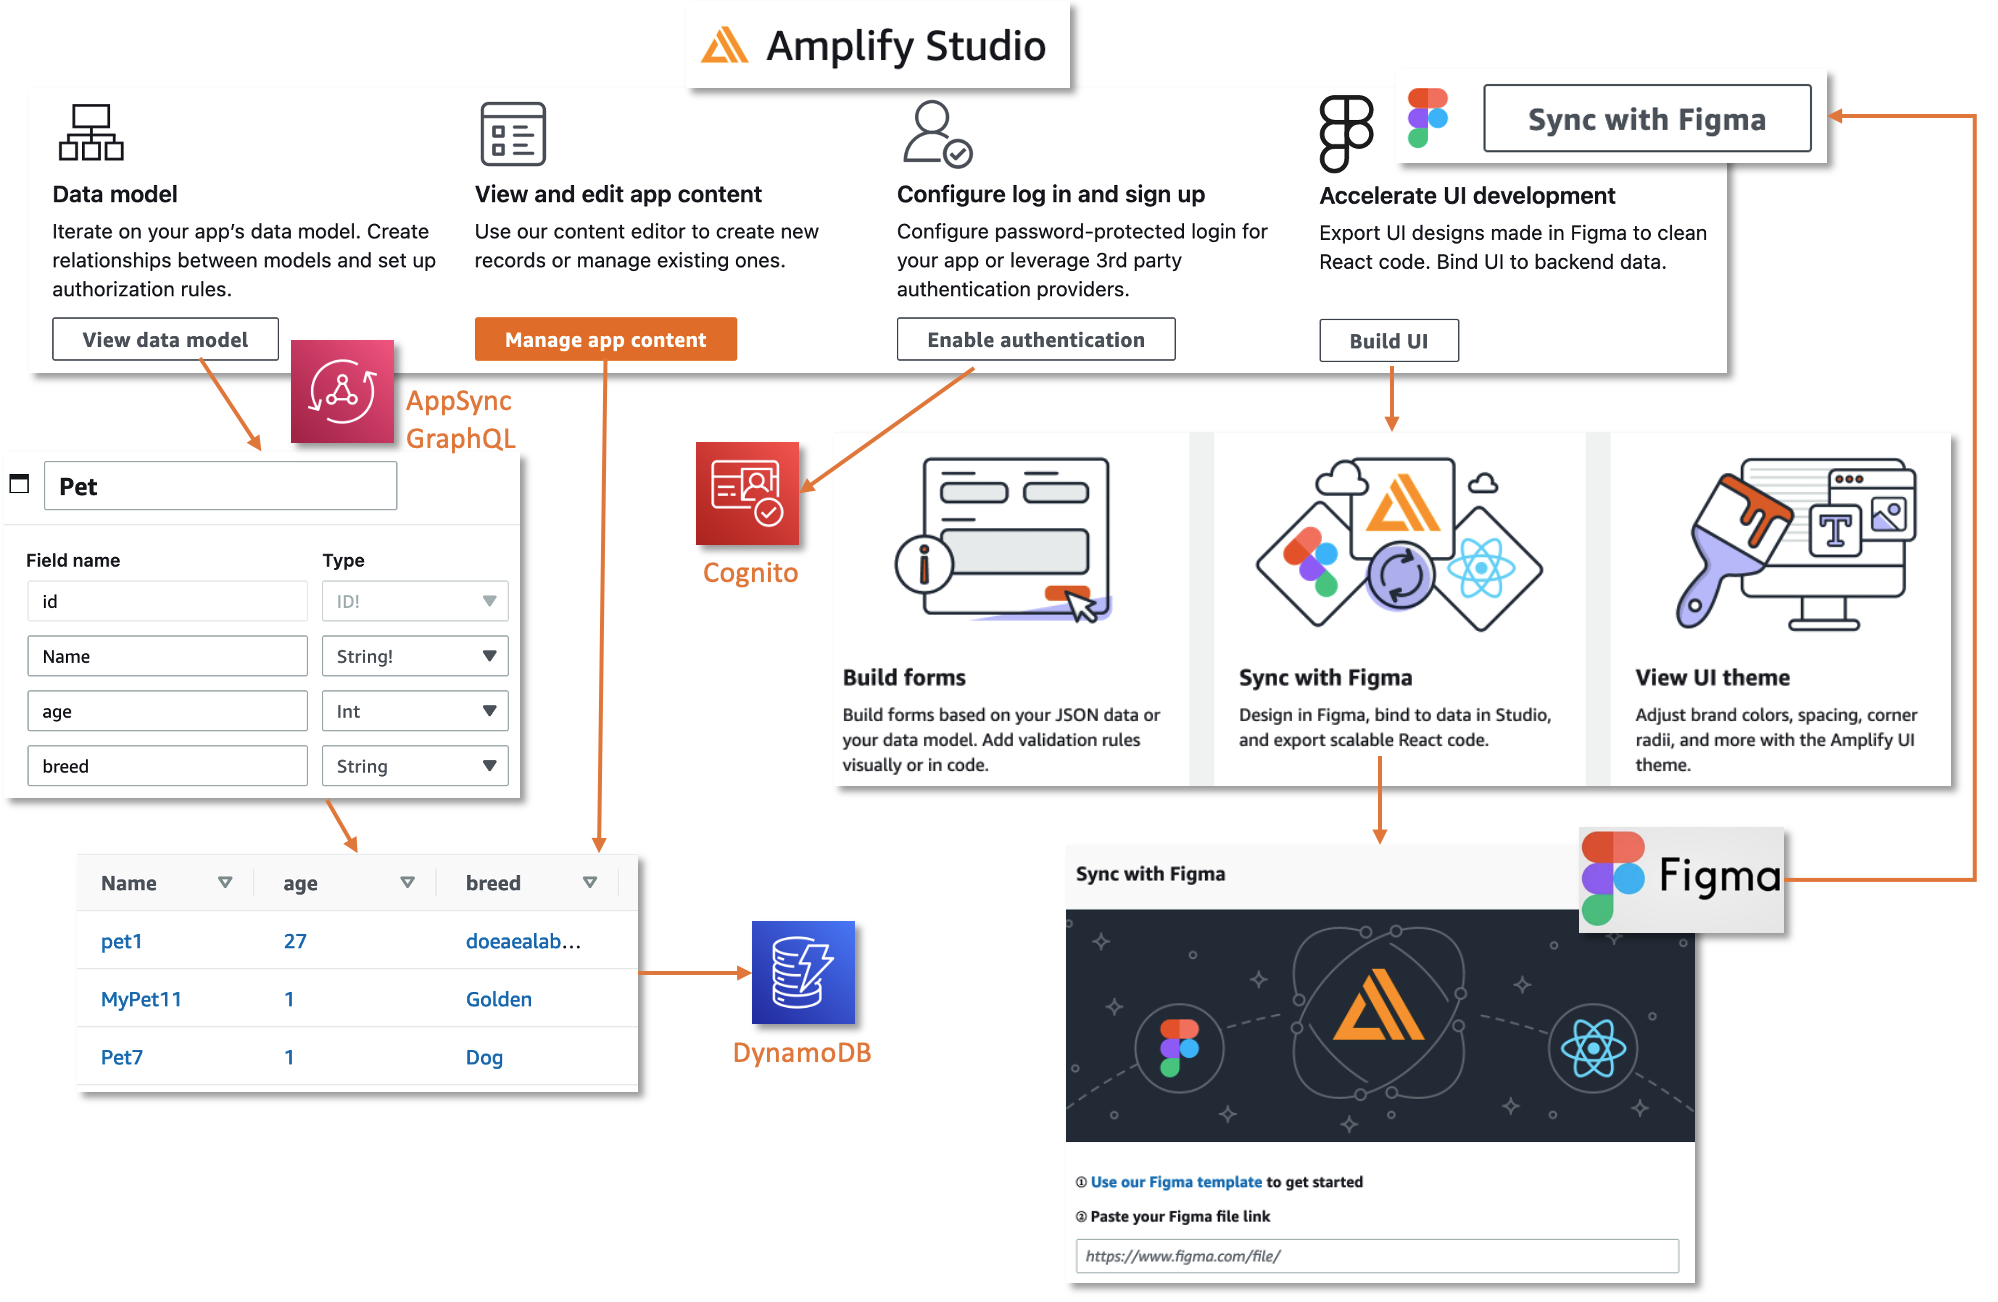 Amplify Studio
Sync with Figma
Data model
Iterate on your app's data model. Create
relationships between models and set up
authorization rules.
View data model
View and edit app content
Use our content editor to create new
records or manage existing ones.
Manage app content
Configure log in and sign up
Configure password-protected login for
your app or leverage 3rd party
authentication providers.
Enable authentication
Accelerate UI development
Export UI designs made in Figma to clean
React code. Bind UI to backend data.
Build UI
AppSync
GraphQL
Pet
Field name Type
id ID!
Name String!
age Int
breed String
Cognito
Build forms
Build forms based on your JSON data or
your data model. Add validation rules
visually or in code.
Sync with Figma
Design in Figma, bind to data in Studio,
and export scalable React code.
T
View UI theme
Adjust brand colors, spacing, corner
radii, and more with the Amplify UI
theme.
Name age breed
pet1 27 doeaealab...
MyPet11 1 Golden
Pet7 1 Dog
DynamoDB
Sync with Figma
Figma
① Use our Figma template to get started
② Paste your Figma file link
https://www.figma.com/file/